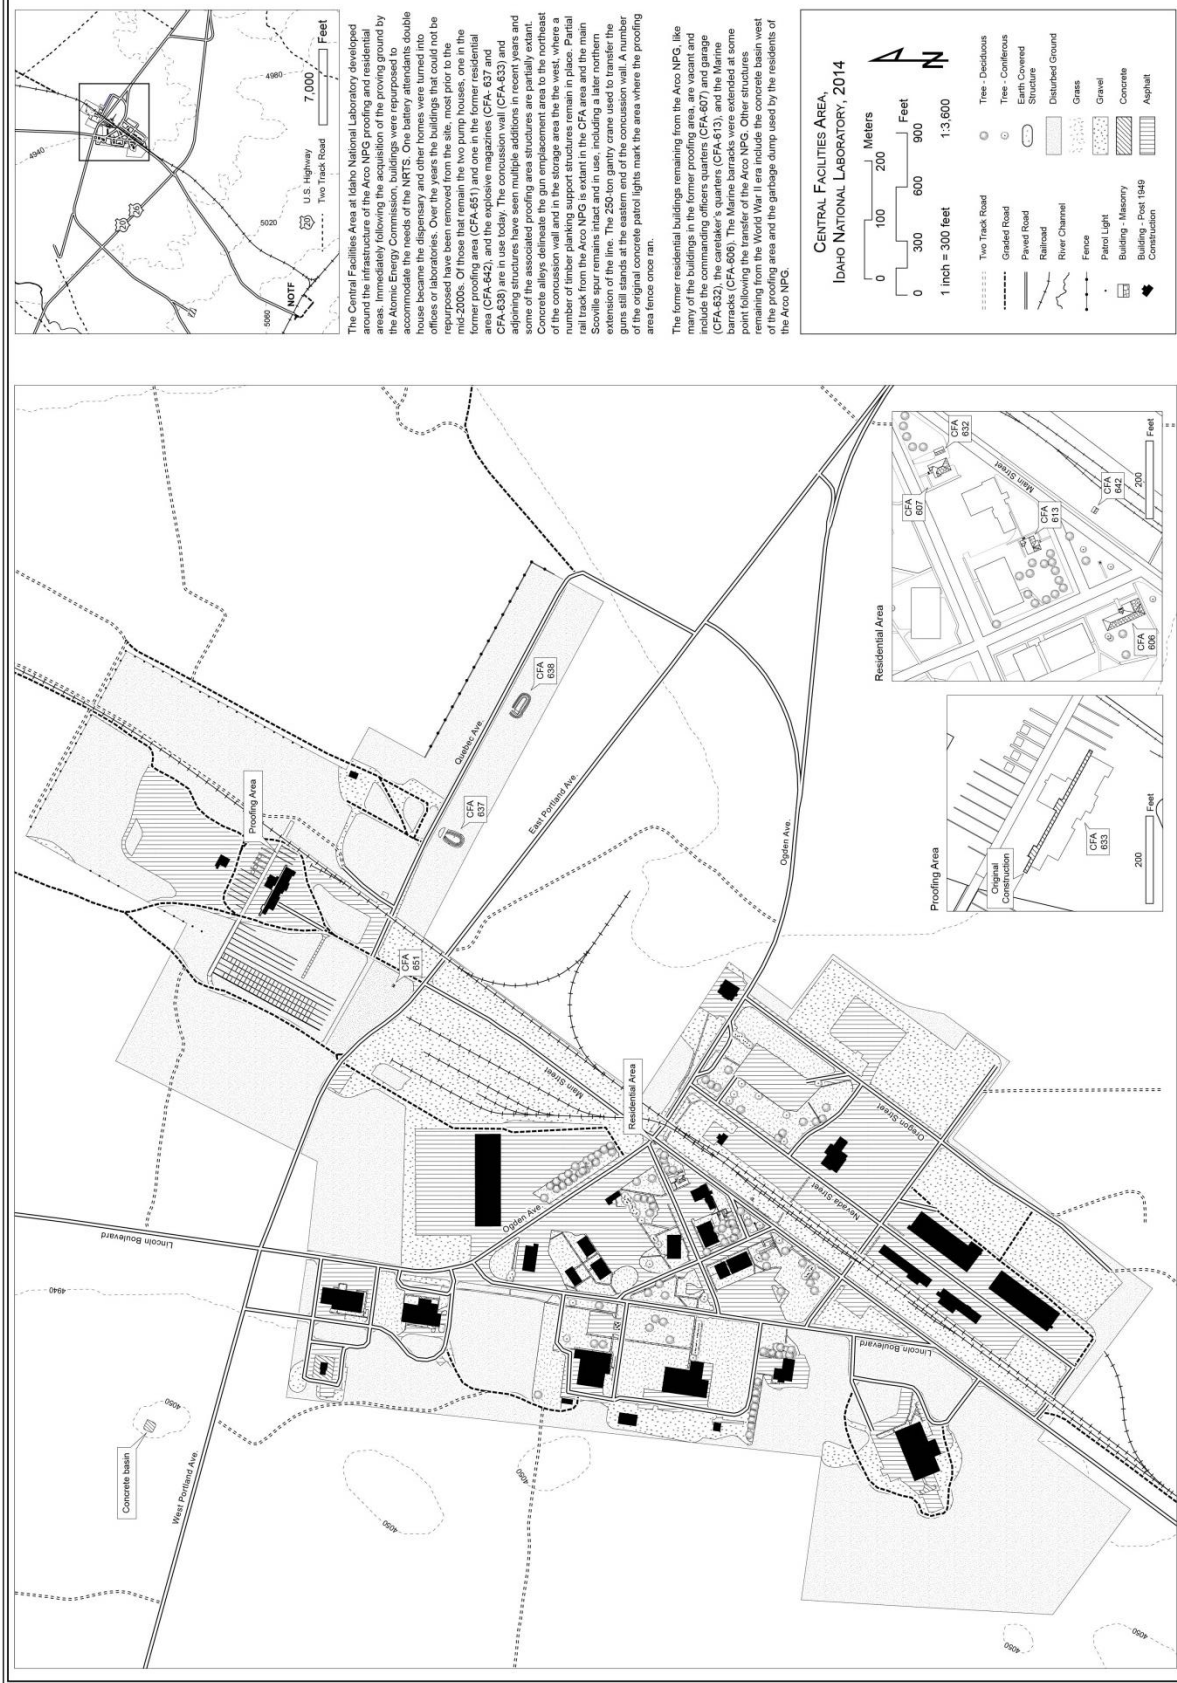 4940
4980
5020
5060
NOTF
20
26
20
U.S. Highway
Two Track Road
7,000
Feet
The Central Facilities Area at Idaho National Laboratory developed
around the infrastructure of the Arco NPG proofing and residential
areas. Immediately following the acquisition of the proving ground by
the Atomic Energy Commission, buildings were repurposed to
accommodate the needs of the NRTS. One battery attendants double
house became the dispensary and other homes were turned into
offices or laboratories. Over the years the buildings that could not be
repurposed have been removed from the site, most prior to the
mid-2000s. Of those that remain the two pump houses, one in the
former proofing area (CFA-651) and one in the former residential
area (CFA-642), and the explosive magazines (CFA- 637 and
CFA-638) are in use today. The concussion wall (CFA-633) and
adjoining structures have seen multiple additions in recent years and
some of the associated proofing area structures are partially extant.
Concrete alleys delineate the gun emplacement area to the northeast
of the concussion wall and in the storage area the the west, where a
number of timber planking support structures remain in place. Partial
rail track from the Arco NPG is extant in the CFA area and the main
Scoville spur remains intact and in use, including a later northern
extension of the line. The 250-ton gantry crane used to transfer the
guns still stands at the eastern end of the concussion wall. A number
of the original concrete patrol lights mark the area where the proofing
area fence once ran.
The former residential buildings remaining from the Arco NPG, like
many of the buildings in the former proofing area, are vacant and
include the commanding officers quarters (CFA-607) and garage
(CFA-632), the caretaker's quarters (CFA-613), and the Marine
barracks (CFA-606). The Marine barracks were extended at some
point following the transfer of the Arco NPG. Other structures
remaining from the World War II era include the concrete basin west
of the proofing area and the garbage dump used by the residents of
the Arco NPG.
CENTRAL FACILITIES AREA,
IDAHO NATIONAL LABORATORY, 2014
N
Meters
0 100 200
Feet
0 300 600 900
1 inch = 300 feet 1:3,600
Two Track Road
Graded Road
Paved Road
Railroad
River Channel
Fence
Patrol Light
Building - Masonry
Building - Post 1949
Construction
Tree - Deciduous
Tree - Coniferous
Earth Covered
Structure
Disturbed Ground
Grass
Gravel
Concrete
Asphalt
Concrete basin
4050
4940
4050
4050
4050
4050
West Portland Ave.
Lincoln Boulevard
Proofing Area
CFA
651
CFA
637
CFA
638
Quebec Ave.
East Portland Ave.
Ogden Ave.
Main Street
Residential Area
Ogden Ave.
Oregon Street
Nevada Street
Lincoln Boulevard
Proofing Area
Original
Construction
CFA
633
200
Feet
Residential Area
CFA
607
CFA
632
CFA
613
CFA
642
CFA
606
Main Street
200
Feet